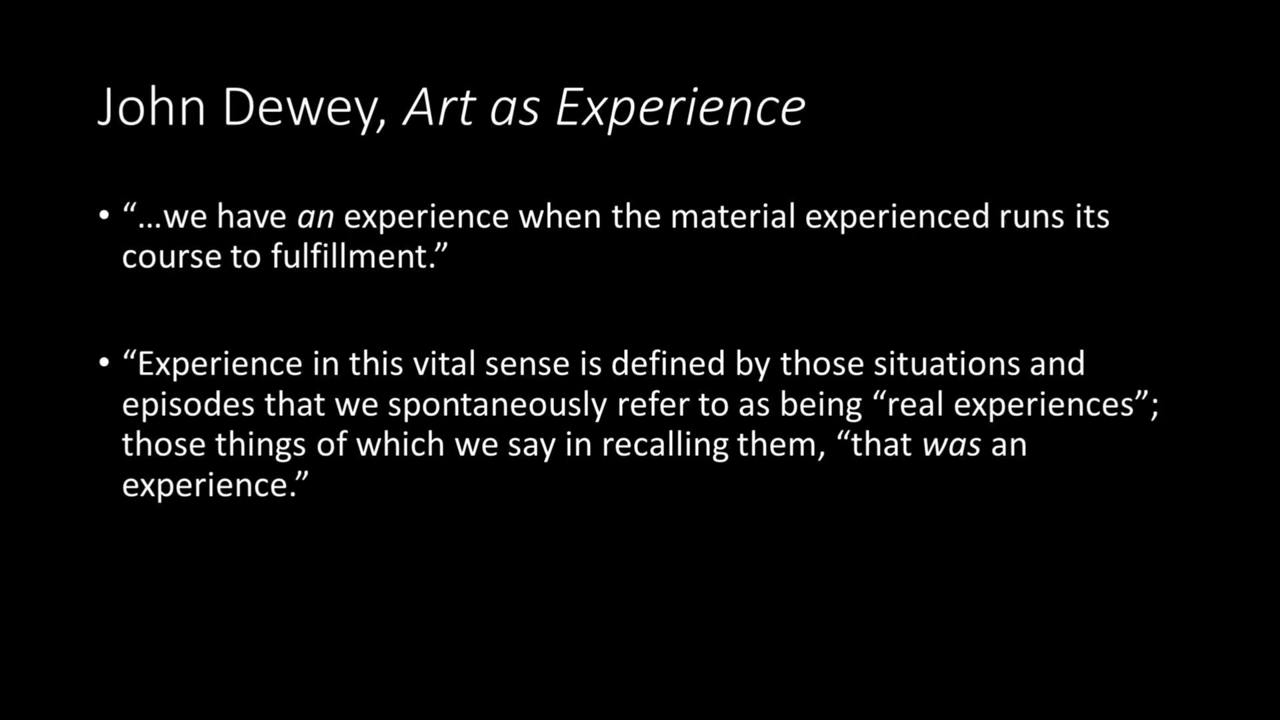 John Dewey, Art as Experience
• “…we have an experience when the material experienced runs its
course to fulfillment.”
• “Experience in this vital sense is defined by those situations and
episodes that we spontaneously refer to as being “real experiences”;
those things of which we say in recalling them, “that was an
experience.”